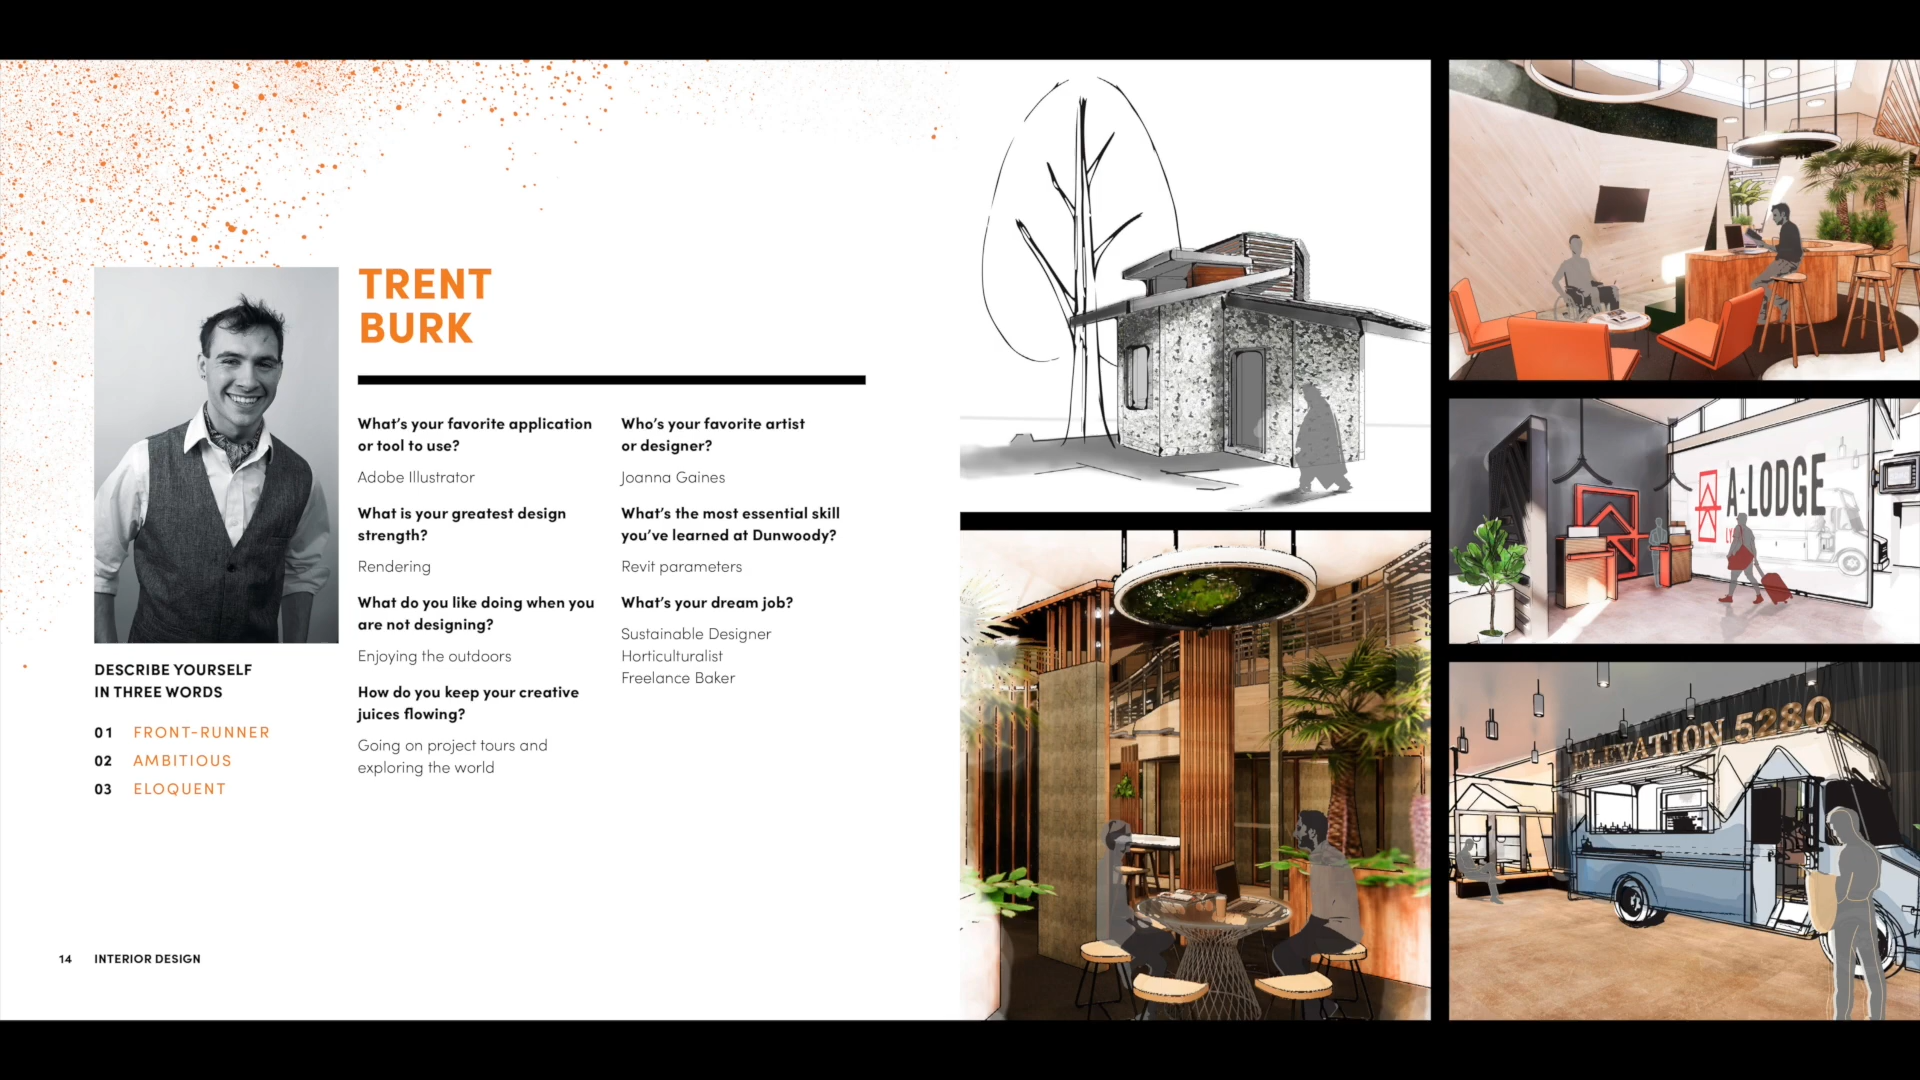 TRENT
BURK
What's your favorite application
or tool to use?
Adobe Illustrator
What is your greatest design
strength?
Rendering
What do you like doing when you
are not designing?
Enjoying the outdoors
How do you keep your creative
juices flowing?
Going on project tours and
exploring the world
Who's your favorite artist
or designer?
Joanna Gaines
What's the most essential skill
you've learned at Dunwoody?
Revit parameters
What's your dream job?
Sustainable Designer
Horticulturalist
Freelance Baker
DESCRIBE YOURSELF
IN THREE WORDS
01 FRONT-RUNNER
02 AMBITIOUS
03 ELOQUENT
14 INTERIOR DESIGN
A-LODGE
ELEVATION 5280